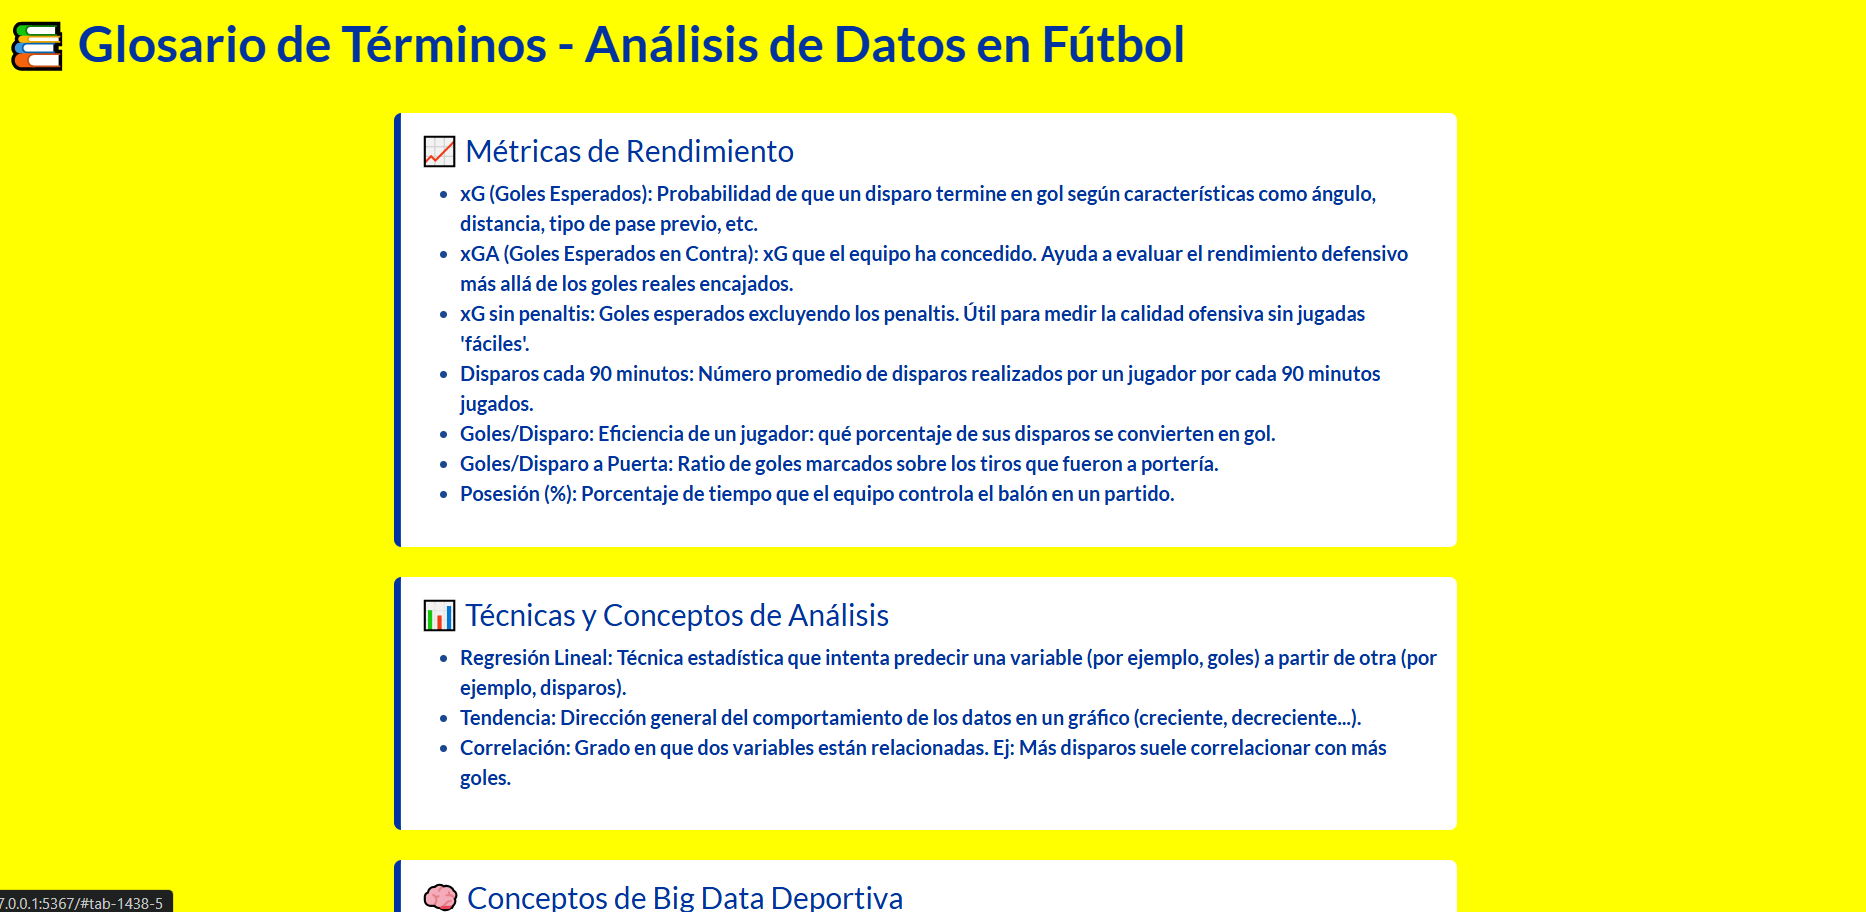 Glosario de Términos - Análisis de Datos en Fútbol
Métricas de Rendimiento
• xG (Goles Esperados): Probabilidad de que un disparo termine en gol según características como ángulo,
distancia, tipo de pase previo, etc.
• xGA (Goles Esperados en Contra): xG que el equipo ha concedido. Ayuda a evaluar el rendimiento defensivo
más allá de los goles reales encajados.
• xG sin penaltis: Goles esperados excluyendo los penaltis. Útil para medir la calidad ofensiva sin jugadas
'fáciles'.
• Disparos cada 90 minutos: Número promedio de disparos realizados por un jugador por cada 90 minutos
jugados.
• Goles/Disparo: Eficiencia de un jugador: qué porcentaje de sus disparos se convierten en gol.
• Goles/Disparo a Puerta: Ratio de goles marcados sobre los tiros que fueron a portería.
• Posesión (%): Porcentaje de tiempo que el equipo controla el balón en un partido.
Técnicas y Conceptos de Análisis
• Regresión Lineal: Técnica estadística que intenta predecir una variable (por ejemplo, goles) a partir de otra (por
ejemplo, disparos).
• Tendencia: Dirección general del comportamiento de los datos en un gráfico (creciente, decreciente...).
• Correlación: Grado en que dos variables están relacionadas. Ej: Más disparos suele correlacionar con más
goles.
Conceptos de Big Data Deportiva
7.0.0.1:5367/#tab-1438-5